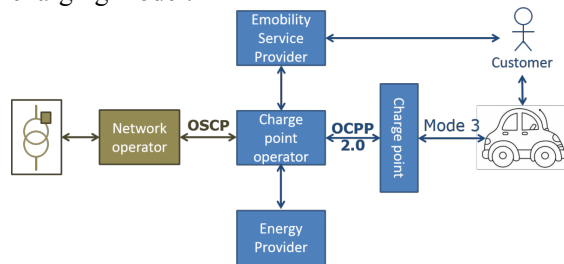 charging model.
Emobility
Service
Provider
Customer
Network
operator
OSCP
Charge
point
operator
OCPP
2.0
Charge point
Mode 3
Energy
Provider